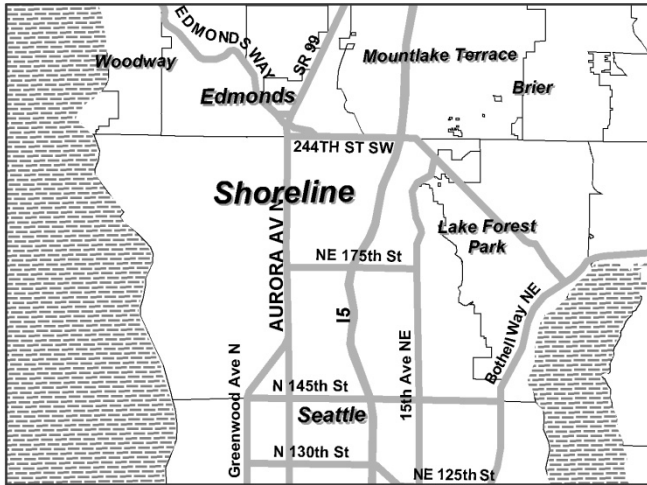 EDMONDS WAY
SR 99
Mountlake Terrace
Woodway
Brier
Edmonds
244TH ST SW
Shoreline
AURORA AV N
Lake Forest
Park
NE 175th St
I5
15th Ave NE
Bothell Way NE
Greenwood Ave N
N 145th St
Seattle
N 130th St
NE 125th St